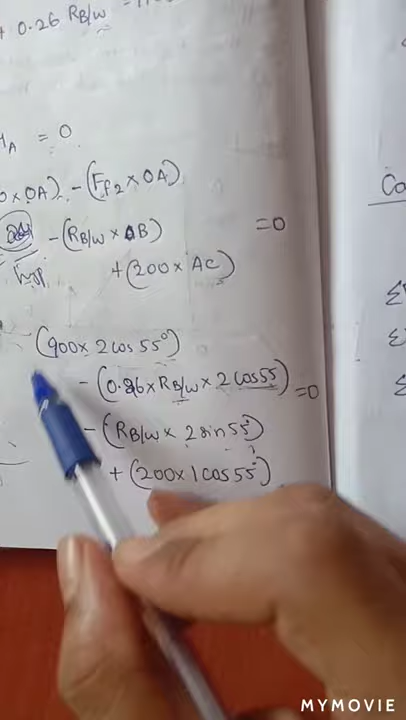 + 0.26 RB/W =
A = 0
× OA) - (Ff2 × OA)
- (RB/W × AB) = 0
+ (200 × AC)
- (900 × 2 cos 55°)
- (0.26 × RB/W × 2 cos 55) = 0
- (RB/W × 2 sin 55°)
+ (200 × 1 cos 55°)
Co
Σ
Σ
Σ
MYMOVIE